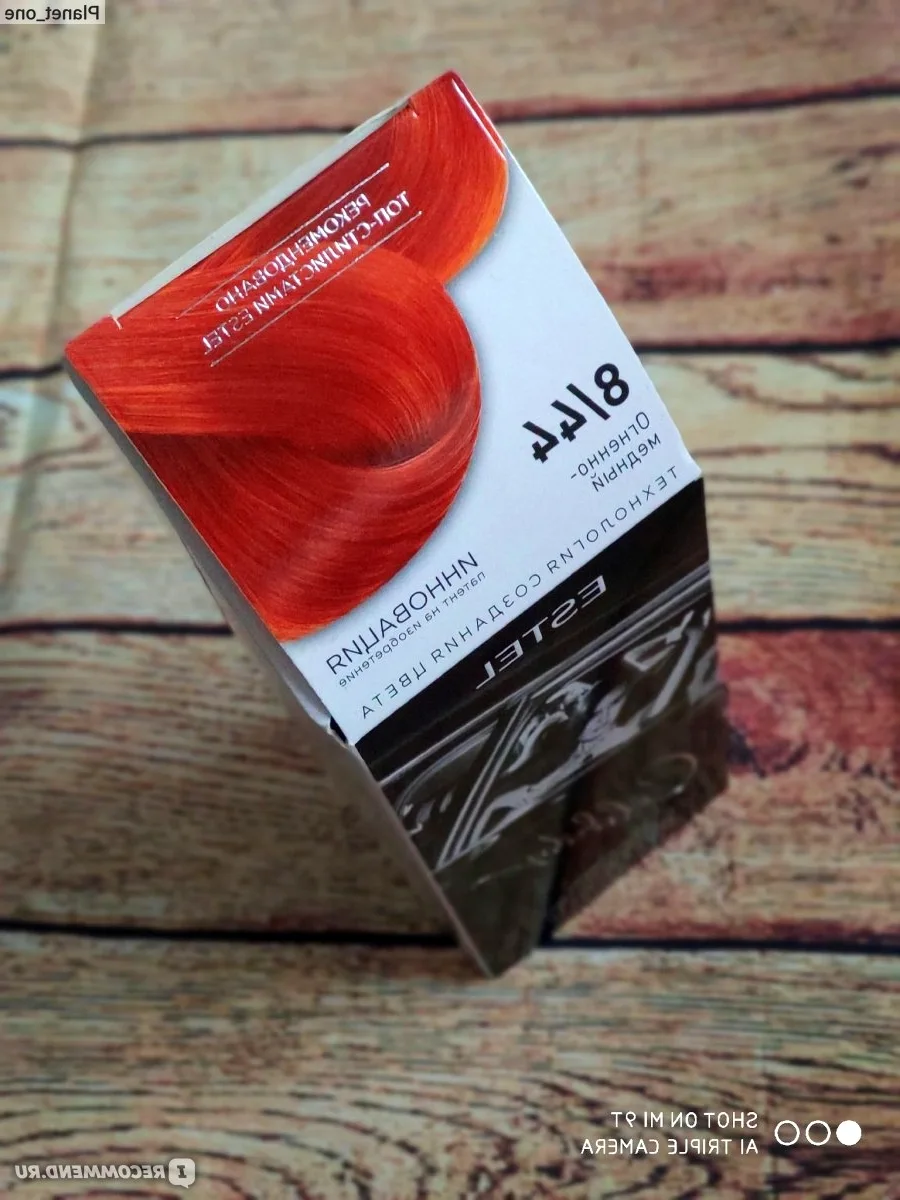 Planet_one
РЕКОМЕНДОВАНО
ТОП-СТИЛИСТАМИ ESTEL
8/44
Огненно-
медный
ИННОВАЦИЯ
патент на изобретение
ТЕХНОЛОГИЯ СОЗДАНИЯ ЦВЕТА
ESTEL
SHOT ON MI 9T
AI TRIPLE CAMERA
IRECOMMEND.RU